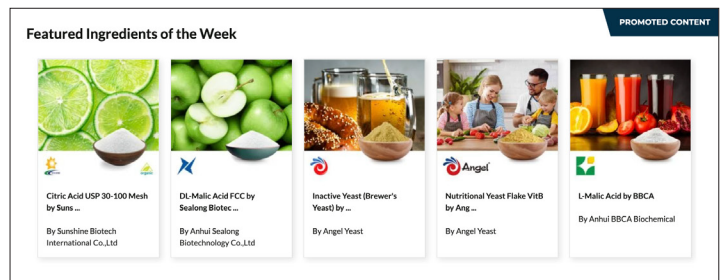 PROMOTED CONTENT
Featured Ingredients of the Week
Angel
Citric Acid USP 30-100 Mesh
by Suns ...
By Sunshine Biotech
International Co.,Ltd
DL-Malic Acid FCC by
Sealong Biotec ...
By Anhui Sealong
Biotechnology Co.,Ltd
Inactive Yeast (Brewer's
Yeast) by ...
By Angel Yeast
Nutritional Yeast Flake VitB
by Ang ...
By Angel Yeast
L-Malic Acid by BBCA
By Anhui BBCA Biochemical